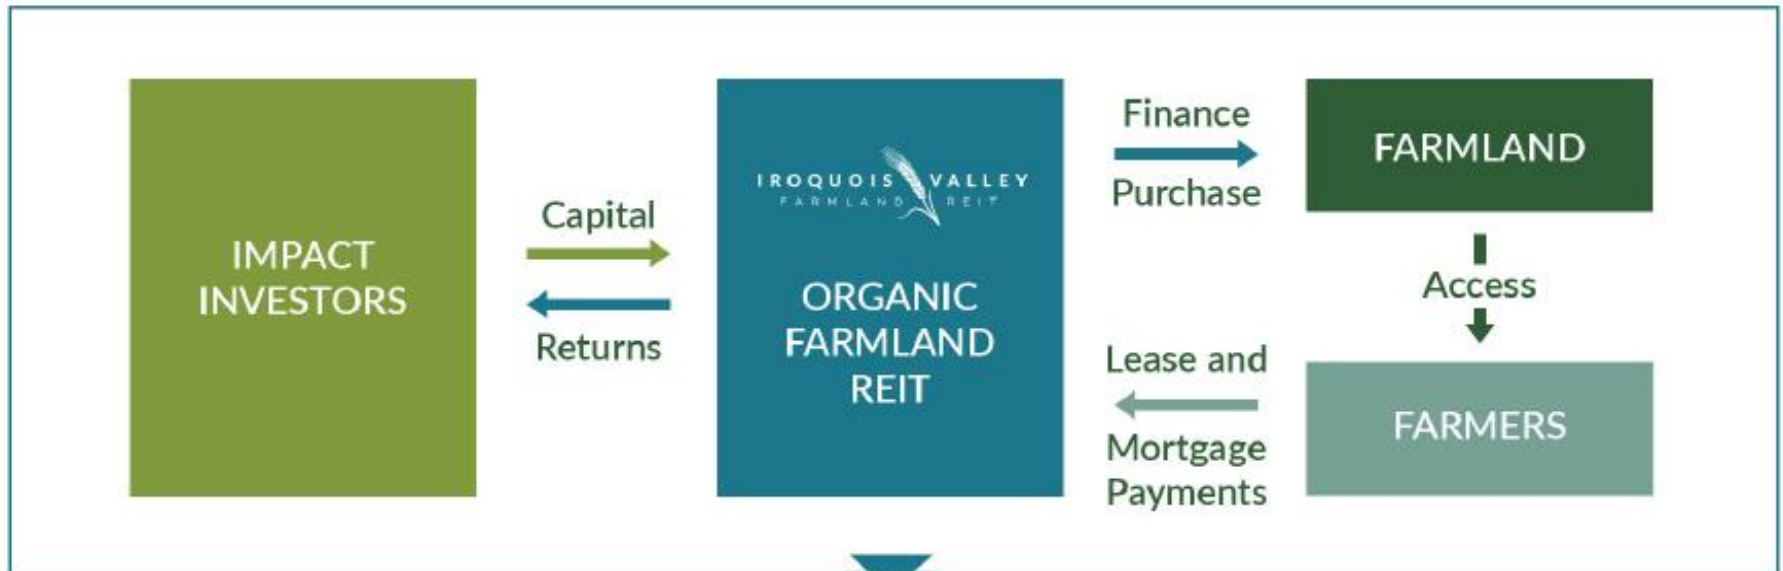 IMPACT
INVESTORS
Capital
Returns
IROQUOIS VALLEY
FARMLAND REIT
ORGANIC
FARMLAND
REIT
Finance
Purchase
FARMLAND
Access
Lease and
Mortgage
Payments
FARMERS